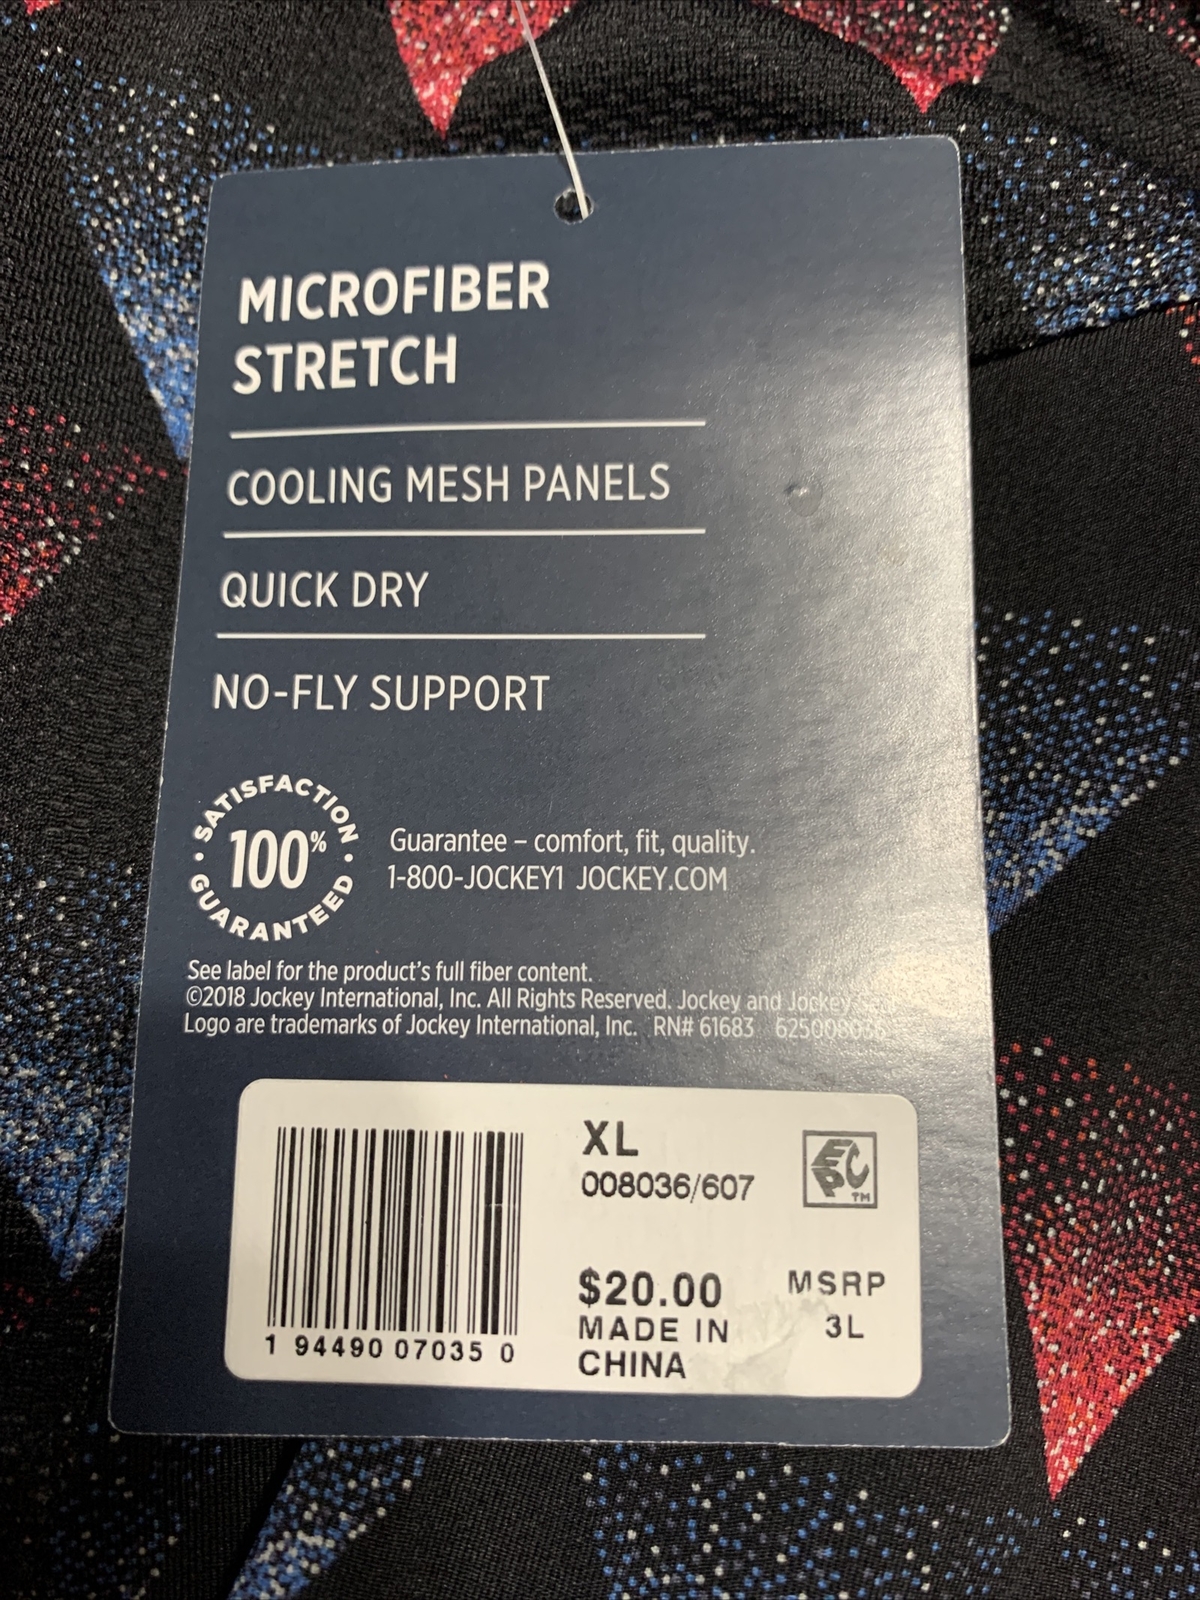 MICROFIBER
STRETCH
COOLING MESH PANELS
QUICK DRY
NO-FLY SUPPORT
SATISFACTION
100%
GUARANTEED
Guarantee – comfort, fit, quality.
1-800-JOCKEY1 JOCKEY.COM
See label for the product's full fiber content.
©2018 Jockey International, Inc. All Rights Reserved. Jockey and Jockey
Logo are trademarks of Jockey International, Inc. RN# 61683
XL
008036/607
EPC TM
$20.00 MSRP
MADE IN 3L
CHINA
1 94490 07035 0